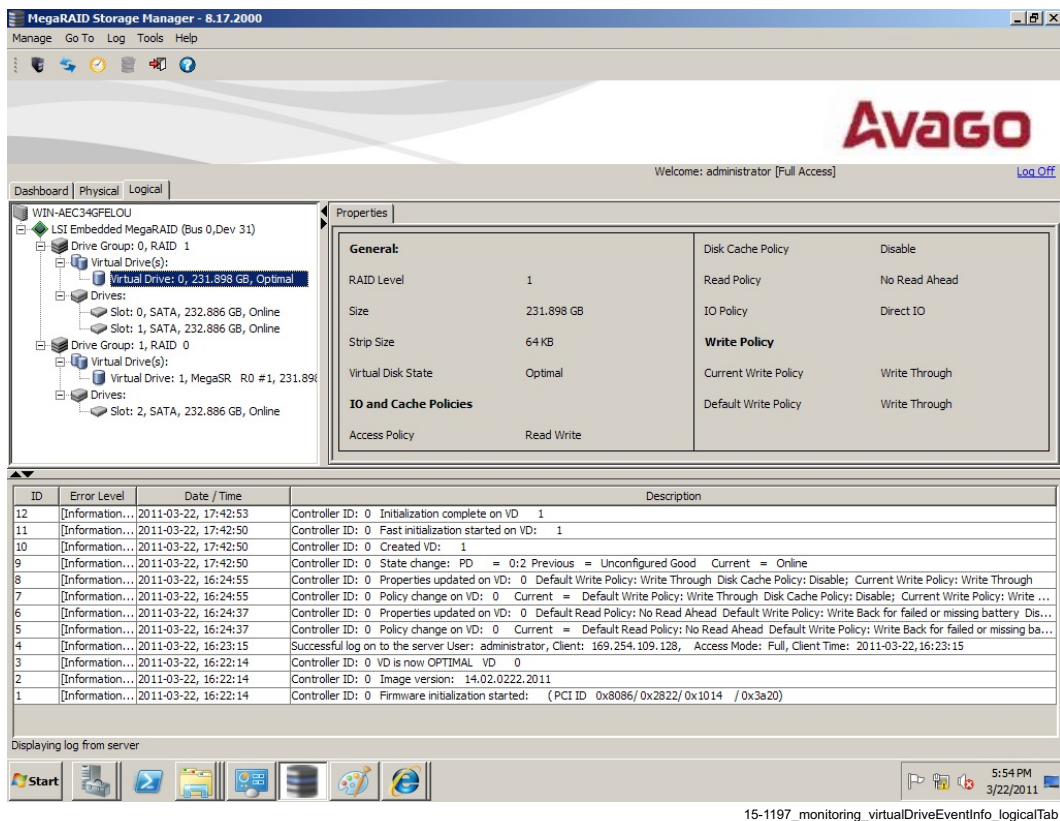 MegaRAID Storage Manager - 8.17.2000
Manage Go To Log Tools Help
AVAGO
Welcome: administrator [Full Access] Log Off
Dashboard Physical Logical
WIN-AEC34GFELOU
LSI Embedded MegaRAID (Bus 0,Dev 31)
Drive Group: 0, RAID 1
Virtual Drive(s):
Virtual Drive: 0, 231.898 GB, Optimal
Drives:
Slot: 0, SATA, 232.886 GB, Online
Slot: 1, SATA, 232.886 GB, Online
Drive Group: 1, RAID 0
Virtual Drive(s):
Virtual Drive: 1, MegaSR R0 #1, 231.898
Drives:
Slot: 2, SATA, 232.886 GB, Online
Properties
General:
RAID Level 1
Size 231.898 GB
Strip Size 64 KB
Virtual Disk State Optimal
IO and Cache Policies
Access Policy Read Write
Disk Cache Policy Disable
Read Policy No Read Ahead
IO Policy Direct IO
Write Policy
Current Write Policy Write Through
Default Write Policy Write Through
ID Error Level Date / Time Description
12 [Information... 2011-03-22, 17:42:53 Controller ID: 0 Initialization complete on VD 1
11 [Information... 2011-03-22, 17:42:50 Controller ID: 0 Fast initialization started on VD: 1
10 [Information... 2011-03-22, 17:42:50 Controller ID: 0 Created VD: 1
9 [Information... 2011-03-22, 17:42:50 Controller ID: 0 State change: PD = 0:2 Previous = Unconfigured Good Current = Online
8 [Information... 2011-03-22, 16:24:55 Controller ID: 0 Properties updated on VD: 0 Default Write Policy: Write Through Disk Cache Policy: Disable; Current Write Policy: Write Through
7 [Information... 2011-03-22, 16:24:55 Controller ID: 0 Policy change on VD: 0 Current = Default Write Policy: Write Through Disk Cache Policy: Disable; Current Write Policy: Write ...
6 [Information... 2011-03-22, 16:24:37 Controller ID: 0 Properties updated on VD: 0 Default Read Policy: No Read Ahead Default Write Policy: Write Back for failed or missing battery Dis...
5 [Information... 2011-03-22, 16:24:37 Controller ID: 0 Policy change on VD: 0 Current = Default Read Policy: No Read Ahead Default Write Policy: Write Back for failed or missing ba...
4 [Information... 2011-03-22, 16:23:15 Successful log on to the server User: administrator, Client: 169.254.109.128, Access Mode: Full, Client Time: 2011-03-22,16:23:15
3 [Information... 2011-03-22, 16:22:14 Controller ID: 0 VD is now OPTIMAL VD 0
2 [Information... 2011-03-22, 16:22:14 Controller ID: 0 Image version: 14.02.0222.2011
1 [Information... 2011-03-22, 16:22:14 Controller ID: 0 Firmware initialization started: (PCI ID 0x8086/ 0x2822/ 0x1014 / 0x3a20)
Displaying log from server
Start
5:54 PM
3/22/2011
15-1197_monitoring_virtualDriveEventInfo_logicalTab